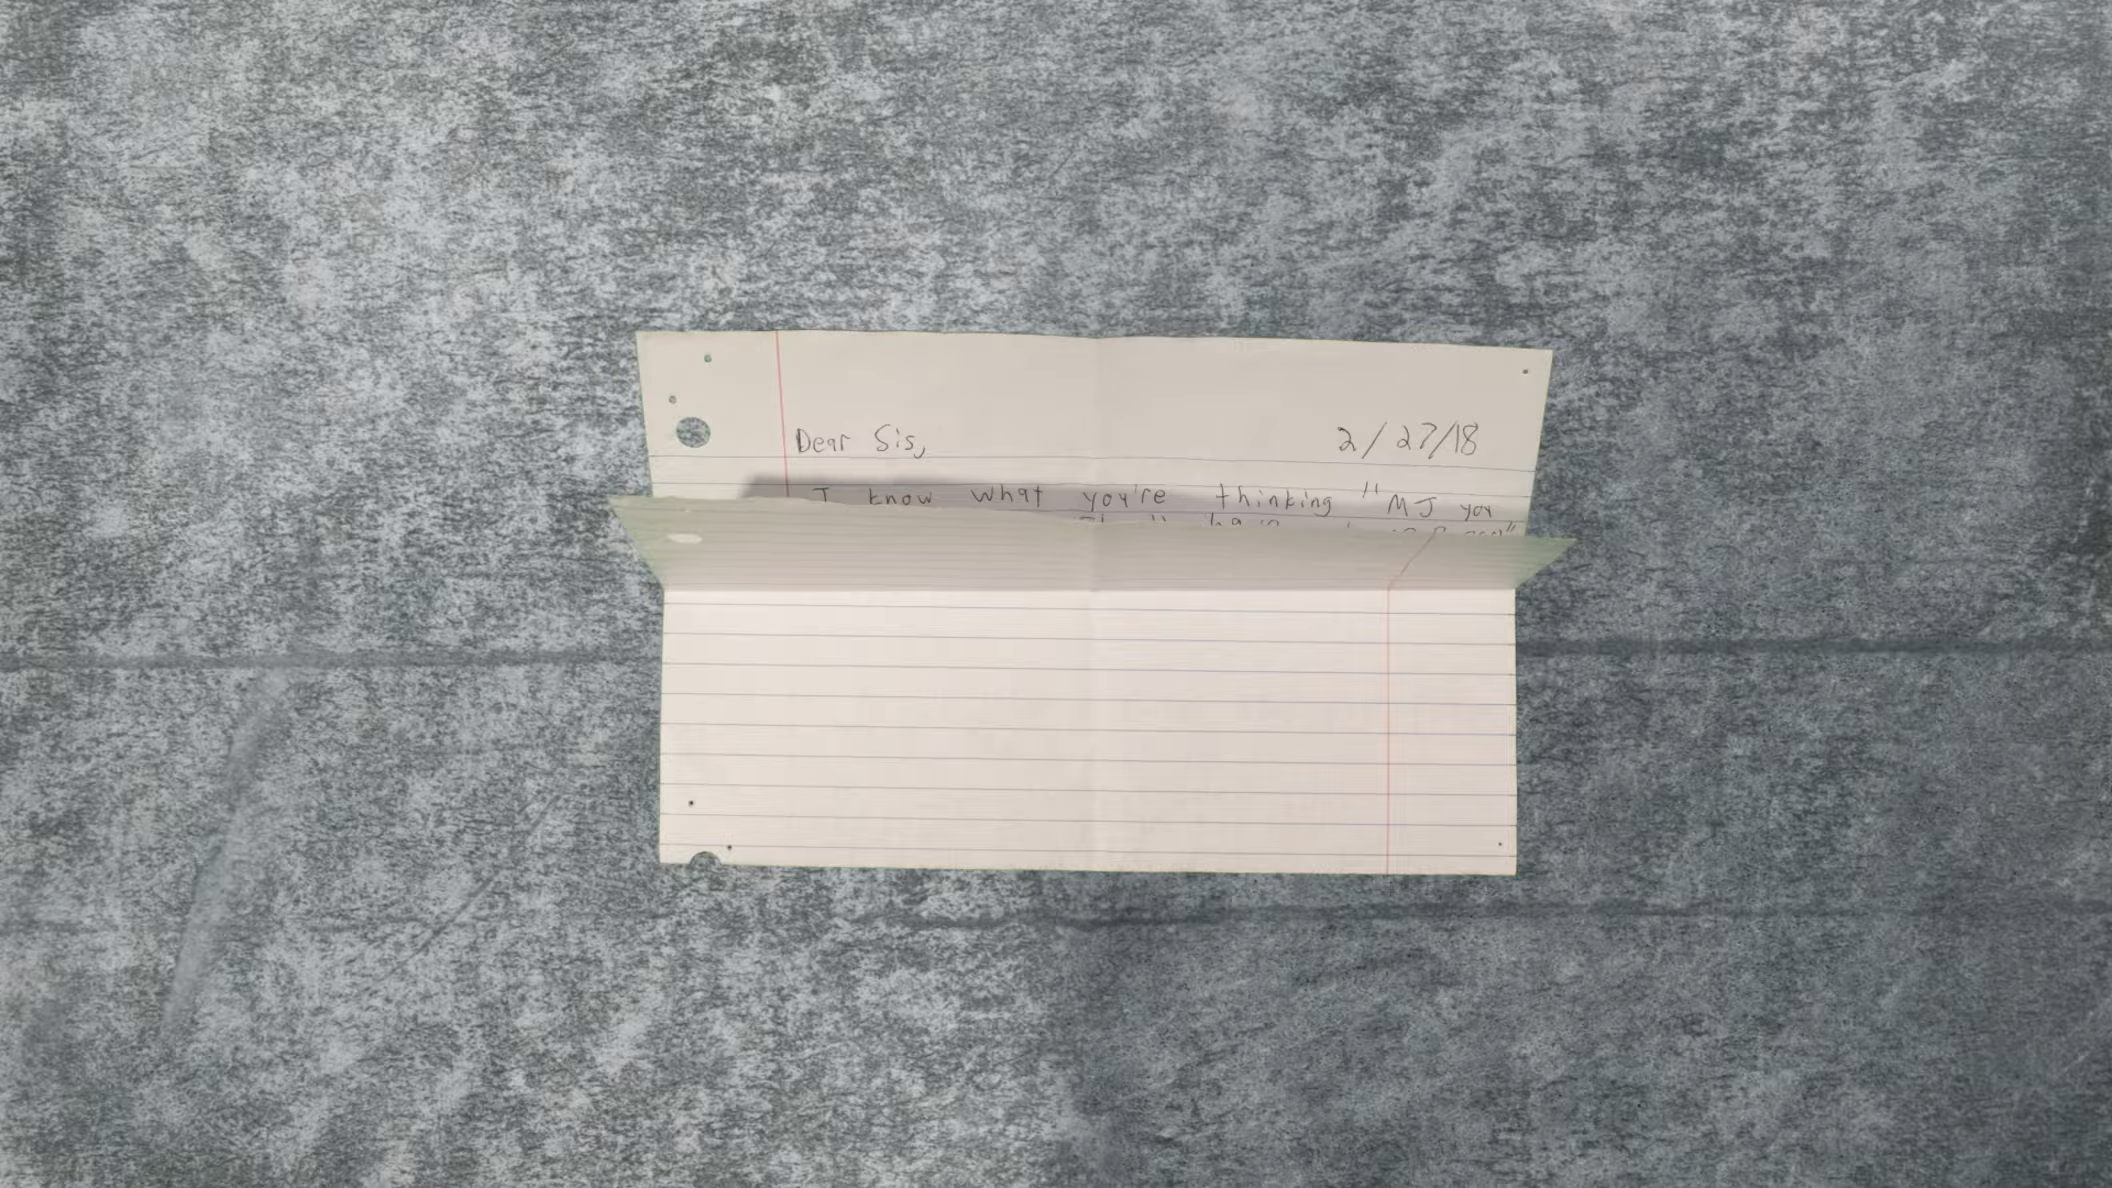 Dear Sis, 2/27/18
I know what you're thinking "MJ you